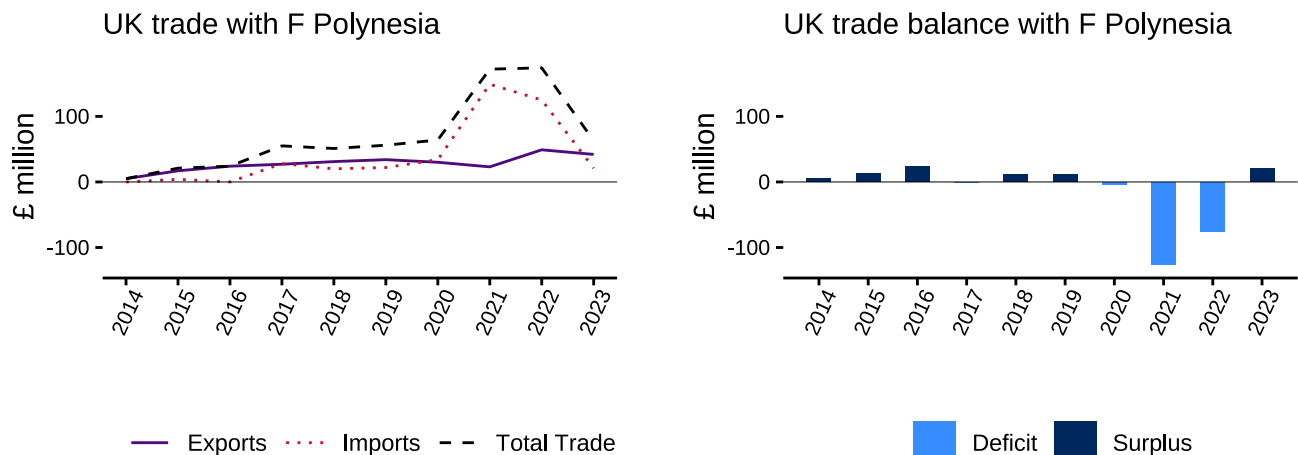 UK trade with F Polynesia
£ million
100
0
-100
2014
2015
2016
2017
2018
2019
2020
2021
2022
2023
Exports
Imports
Total Trade
UK trade balance with F Polynesia
£ million
100
0
-100
2014
2015
2016
2017
2018
2019
2020
2021
2022
2023
Deficit
Surplus